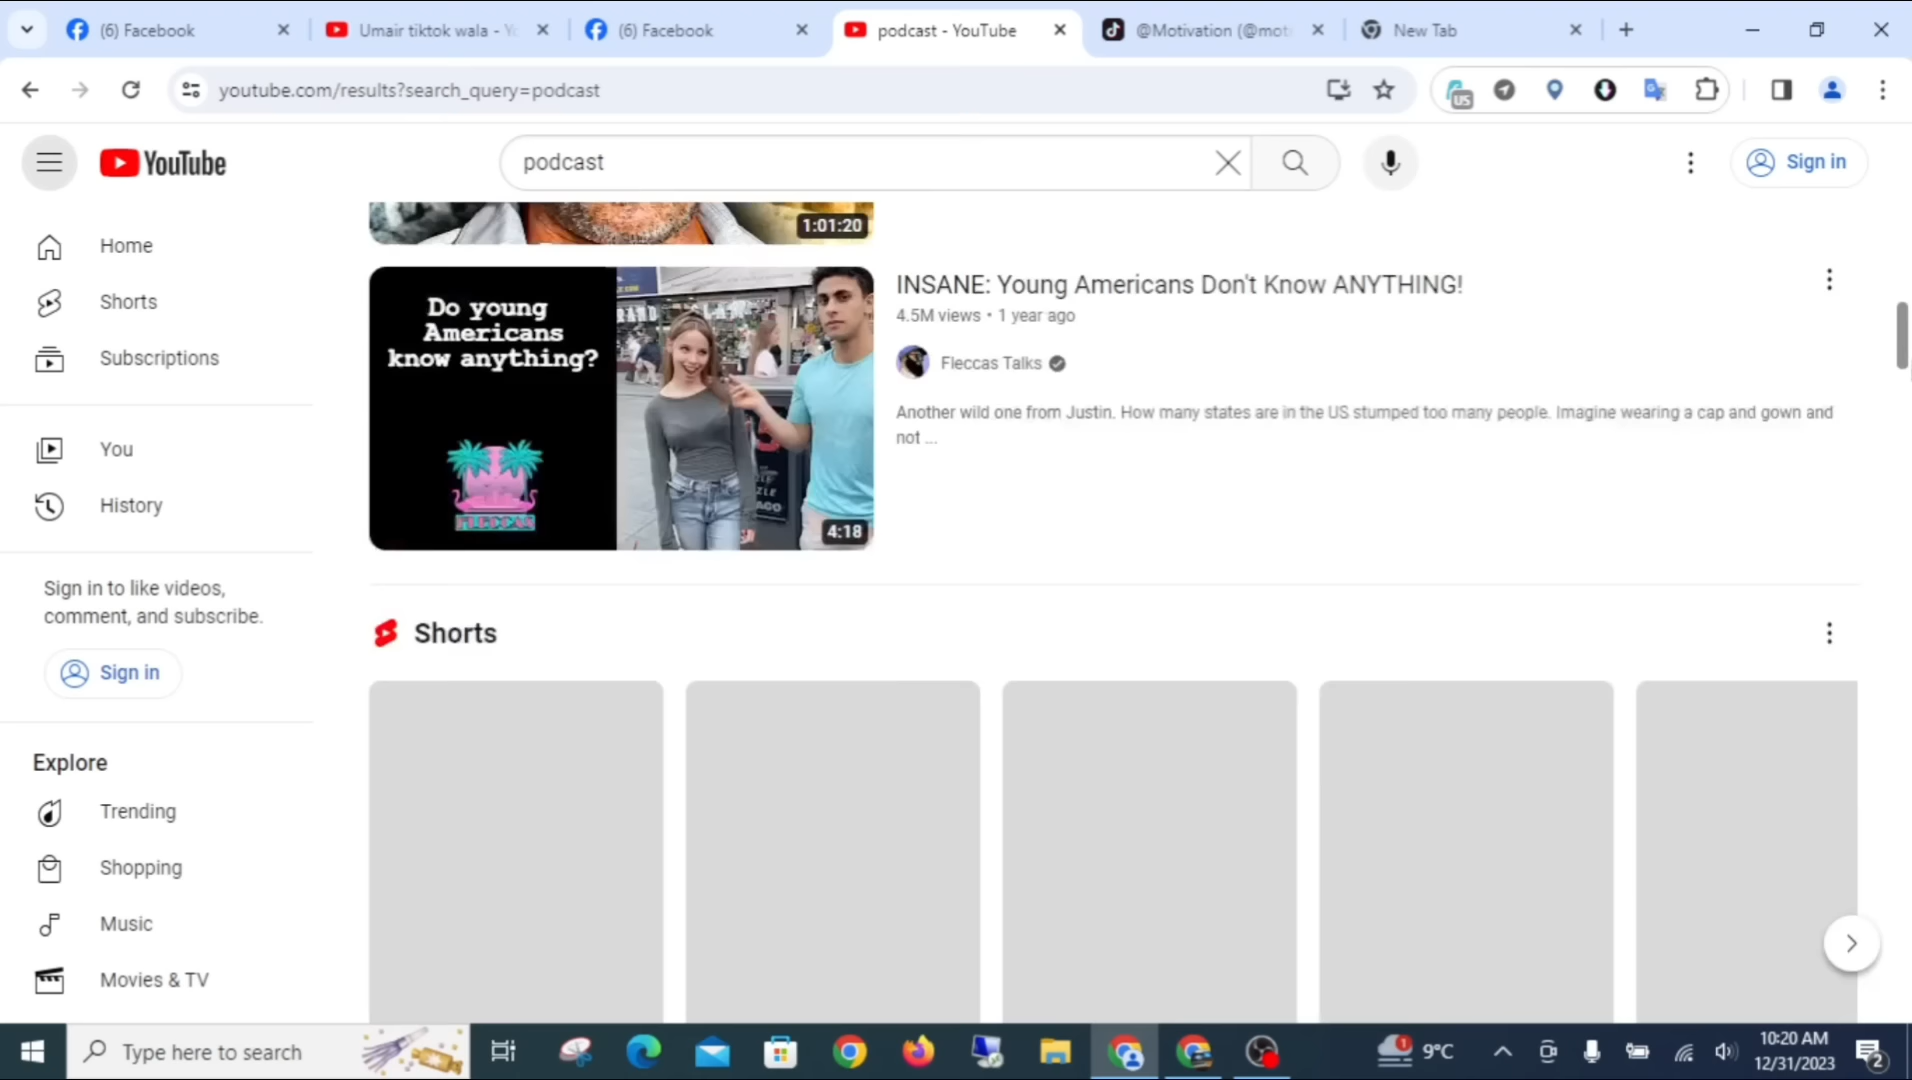 (6) Facebook
Umair tiktok wala - Yo
(6) Facebook
podcast - YouTube
@Motivation (@mot
New Tab
youtube.com/results?search_query=podcast
US
YouTube
podcast
Sign in
Home
Shorts
Subscriptions
You
History
Sign in to like videos,
comment, and subscribe.
Sign in
Explore
Trending
Shopping
Music
Movies & TV
1:01:20
Do young
Americans
know anything?
FLECCAS
4:18
INSANE: Young Americans Don't Know ANYTHING!
4.5M views • 1 year ago
Fleccas Talks
Another wild one from Justin. How many states are in the US stumped too many people. Imagine wearing a cap and gown and
not ...
Shorts
Type here to search
1
9°C
10:20 AM
12/31/2023
2